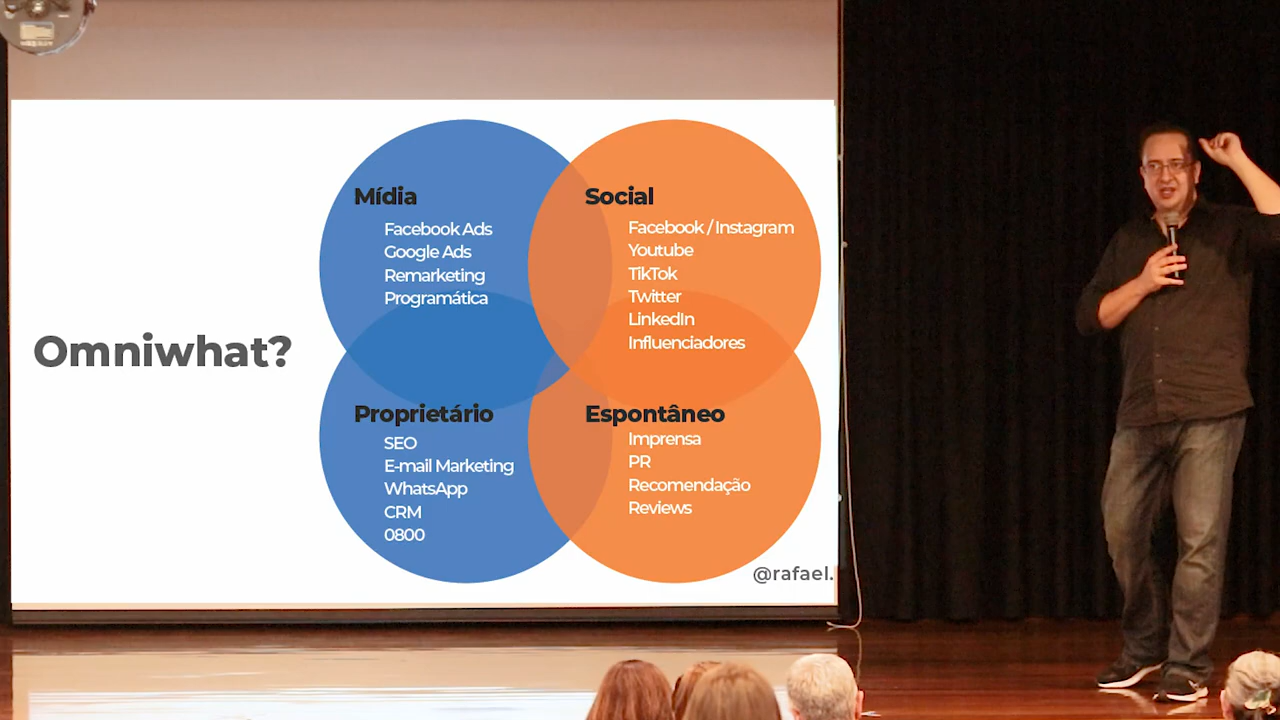 Omniwhat?
Mídia
Facebook Ads
Google Ads
Remarketing
Programática
Social
Facebook / Instagram
Youtube
TikTok
Twitter
LinkedIn
Influenciadores
Proprietário
SEO
E-mail Marketing
WhatsApp
CRM
0800
Espontâneo
Imprensa
PR
Recomendação
Reviews
@rafael.